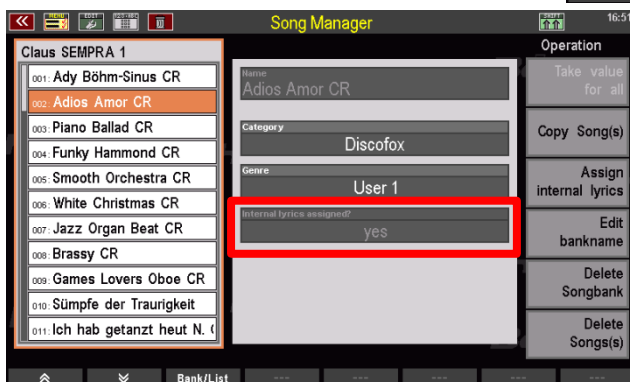 MENU
EDIT
Song Manager
SHIFT
16:51
Claus SEMPRA 1
001: Ady Böhm-Sinus CR
002: Adios Amor CR
003: Piano Ballad CR
004: Funky Hammond CR
005: Smooth Orchestra CR
006: White Christmas CR
007: Jazz Organ Beat CR
008: Brassy CR
009: Games Lovers Oboe CR
010: Sümpfe der Traurigkeit
011: Ich hab getanzt heut N. (
Name
Adios Amor CR
Category
Discofox
Genre
User 1
Internal lyrics assigned?
yes
Operation
Take value
for all
Copy Song(s)
Assign
internal lyrics
Edit
bankname
Delete
Songbank
Delete
Songs(s)
Bank/List
--- --- --- --- ---